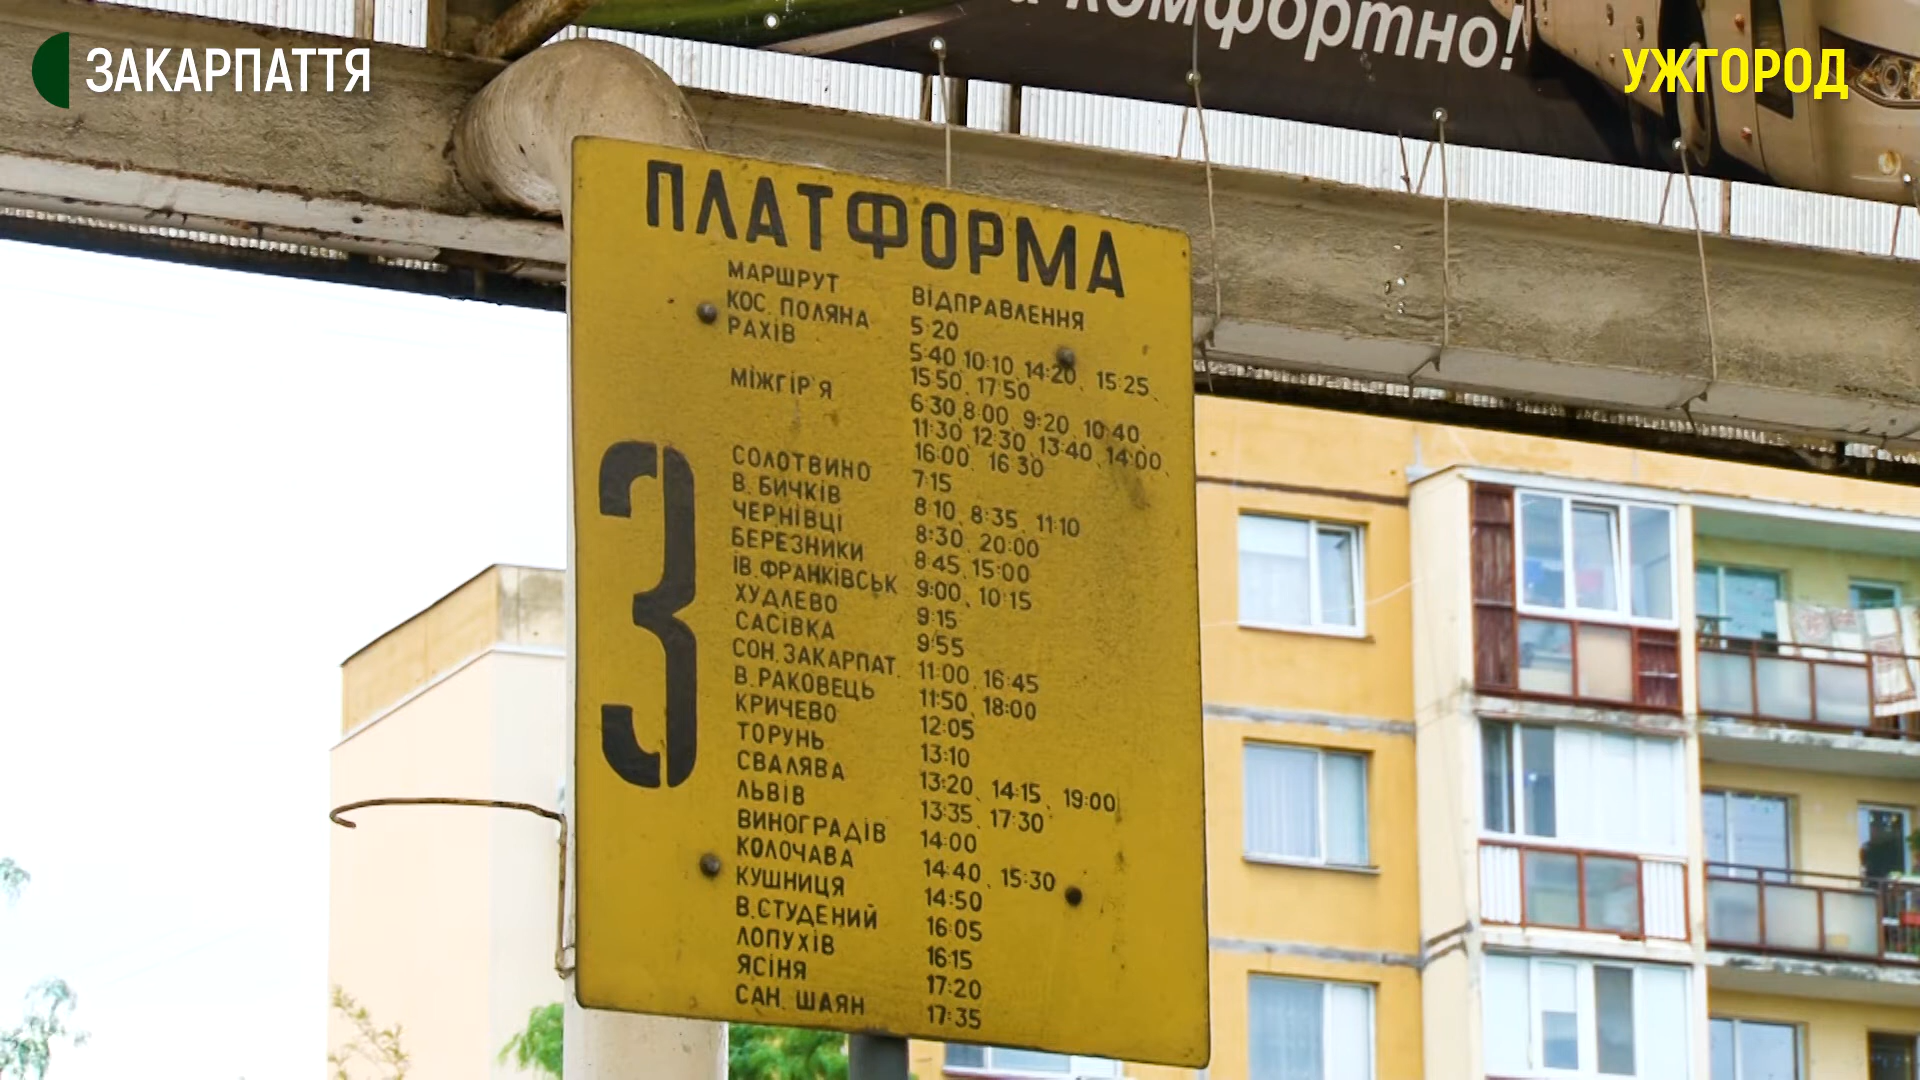 ЗАКАРПАТТЯ
УЖГОРОД
комфортно!
ПЛАТФОРМА
МАРШРУТ ВІДПРАВЛЕННЯ
КОС. ПОЛЯНА 5:20
РАХІВ 5:40 10:10, 14:20, 15:25,
15:50, 17:50
МІЖГІР'Я 6:30, 8:00, 9:20, 10:40,
11:30, 12:30, 13:40, 14:00,
16:00, 16:30
СОЛОТВИНО 7:15
В. БИЧКІВ 8:10, 8:35, 11:10
ЧЕРНІВЦІ 8:30, 20:00
БЕРЕЗНИКИ 8:45, 15:00
ІВ. ФРАНКІВСЬК 9:00, 10:15
ХУДЛЕВО 9:15
САСІВКА 9:55
СОН. ЗАКАРПАТ. 11:00, 16:45
В. РАКОВЕЦЬ 11:50, 18:00
КРИЧЕВО 12:05
ТОРУНЬ 13:10
СВАЛЯВА 13:20, 14:15, 19:00
ЛЬВІВ 13:35, 17:30
ВИНОГРАДІВ 14:00
КОЛОЧАВА 14:40, 15:30
КУШНИЦЯ 14:50
В. СТУДЕНИЙ 16:05
ЛОПУХІВ 16:15
ЯСІНЯ 17:20
САН. ШАЯН 17:35
3